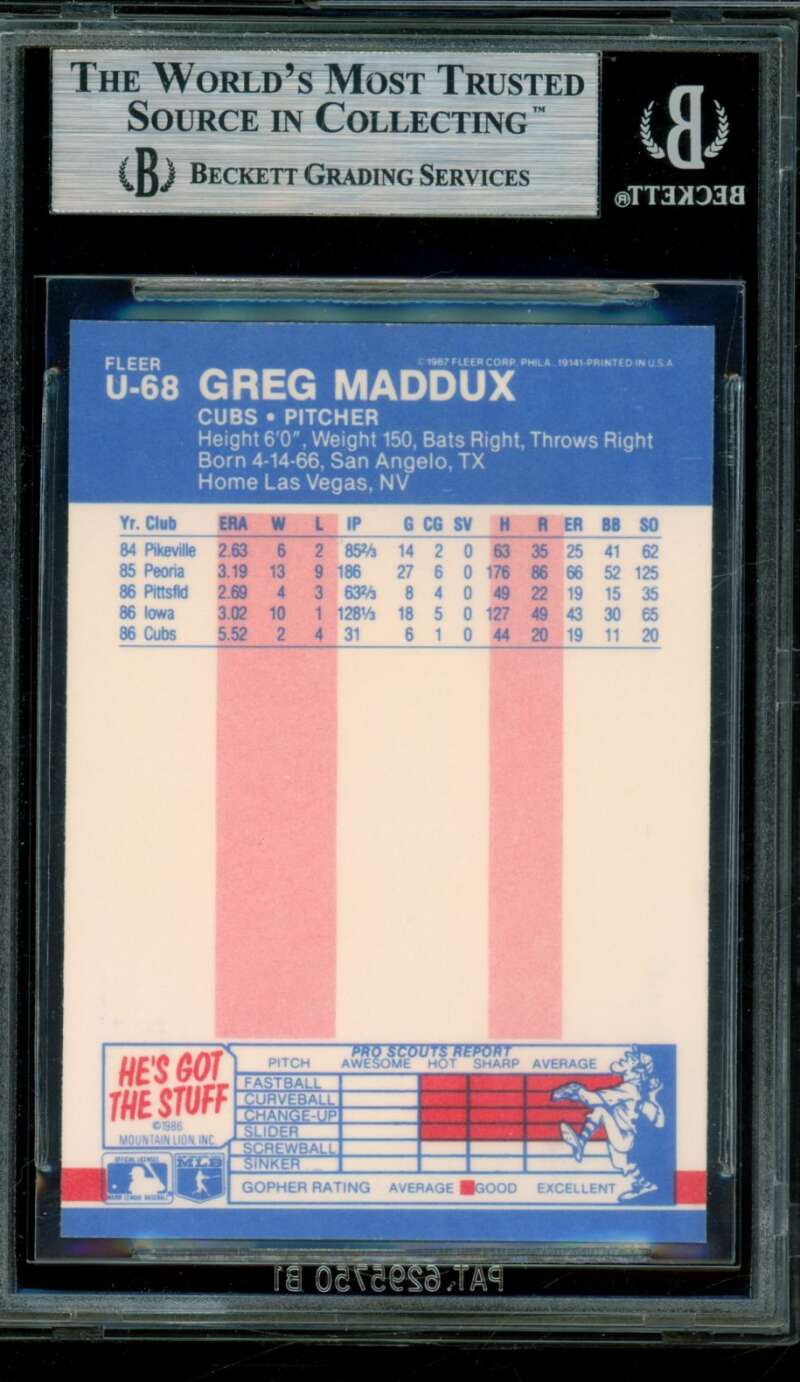 THE WORLD'S MOST TRUSTED
SOURCE IN COLLECTING™
B BECKETT GRADING SERVICES
B
BECKETT®
FLEER
© 1987 FLEER CORP. PHILA. 19141-PRINTED IN U.S.A.
U-68 GREG MADDUX
CUBS • PITCHER
Height 6'0", Weight 150, Bats Right, Throws Right
Born 4-14-66, San Angelo, TX
Home Las Vegas, NV
Yr. Club ERA W L IP G CG SV H R ER BB SO
84 Pikeville 2.63 6 2 85⅔ 14 2 0 63 35 25 41 62
85 Peoria 3.19 13 9 186 27 6 0 176 86 66 52 125
86 Pittsfld 2.69 4 3 63⅔ 8 4 0 49 22 19 15 35
86 Iowa 3.02 10 1 128⅓ 18 5 0 127 49 43 30 65
86 Cubs 5.52 2 4 31 6 1 0 44 20 19 11 20
HE'S GOT
THE STUFF
©1986
MOUNTAIN LION, INC.
PRO SCOUTS REPORT
PITCH AWESOME HOT SHARP AVERAGE
FASTBALL
CURVEBALL
CHANGE-UP
SLIDER
SCREWBALL
SINKER
GOPHER RATING AVERAGE GOOD EXCELLENT
OFFICIAL LICENSEE
MAJOR LEAGUE BASEBALL
MLB
PAT. 6295750 B1